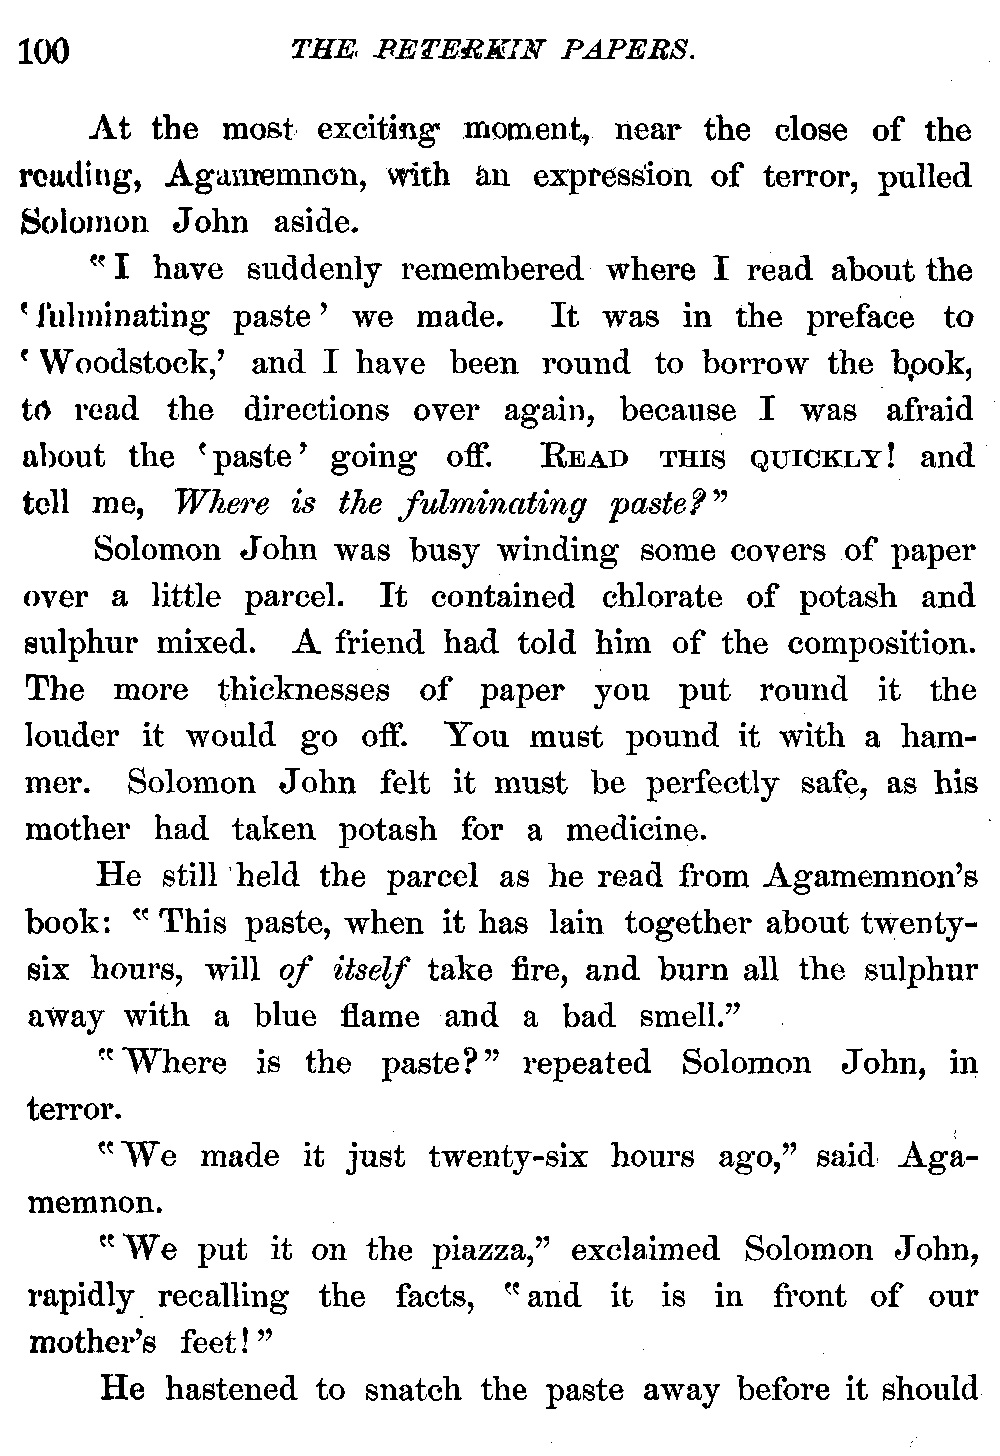 100 THE PETERKIN PAPERS.
At the most exciting moment, near the close of the
reading, Agamemnon, with an expression of terror, pulled
Solomon John aside.
“I have suddenly remembered where I read about the
‘fulminating paste’ we made. It was in the preface to
‘Woodstock,’ and I have been round to borrow the book,
to read the directions over again, because I was afraid
about the ‘paste’ going off. READ THIS QUICKLY! and
tell me, Where is the fulminating paste?”
Solomon John was busy winding some covers of paper
over a little parcel. It contained chlorate of potash and
sulphur mixed. A friend had told him of the composition.
The more thicknesses of paper you put round it the
louder it would go off. You must pound it with a ham-
mer. Solomon John felt it must be perfectly safe, as his
mother had taken potash for a medicine.
He still held the parcel as he read from Agamemnon’s
book: “This paste, when it has lain together about twenty-
six hours, will of itself take fire, and burn all the sulphur
away with a blue flame and a bad smell.”
“Where is the paste?” repeated Solomon John, in
terror.
“We made it just twenty-six hours ago,” said Aga-
memnon.
“We put it on the piazza,” exclaimed Solomon John,
rapidly recalling the facts, “and it is in front of our
mother’s feet!”
He hastened to snatch the paste away before it should